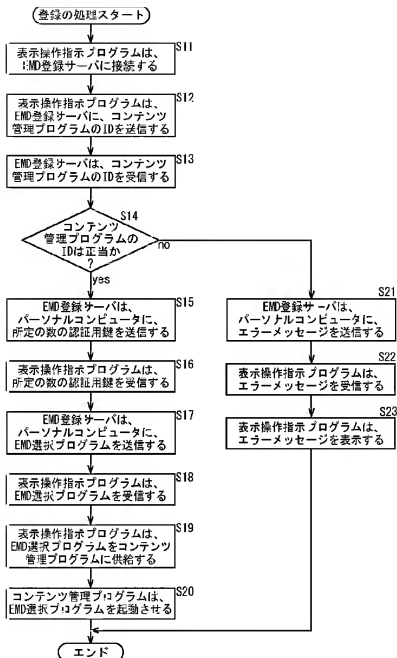 登録の処理スタート
S11
表示操作指示プログラムは、
EMD登録サーバに接続する
S12
表示操作指示プログラムは、
EMD登録サーバに、コンテンツ
管理プログラムのIDを送信する
S13
EMD登録サーバは、コンテンツ
管理プログラムのIDを受信する
S14
コンテンツ
管理プログラムの
IDは正当か
?
no
yes
S15
EMD登録サーバは、
パーソナルコンピュータに、
所定の数の認証用鍵を送信する
S16
表示操作指示プログラムは、
所定の数の認証用鍵を受信する
S17
EMD登録サーバは、
パーソナルコンピュータに、
EMD選択プログラムを送信する
S18
表示操作指示プログラムは、
EMD選択プログラムを受信する
S19
表示操作指示プログラムは、
EMD選択プログラムをコンテンツ
管理プログラムに供給する
S20
コンテンツ管理プログラムは、
EMD選択プログラムを起動させる
S21
EMD登録サーバは、
パーソナルコンピュータに、
エラーメッセージを送信する
S22
表示操作指示プログラムは、
エラーメッセージを受信する
S23
表示操作指示プログラムは、
エラーメッセージを表示する
エンド